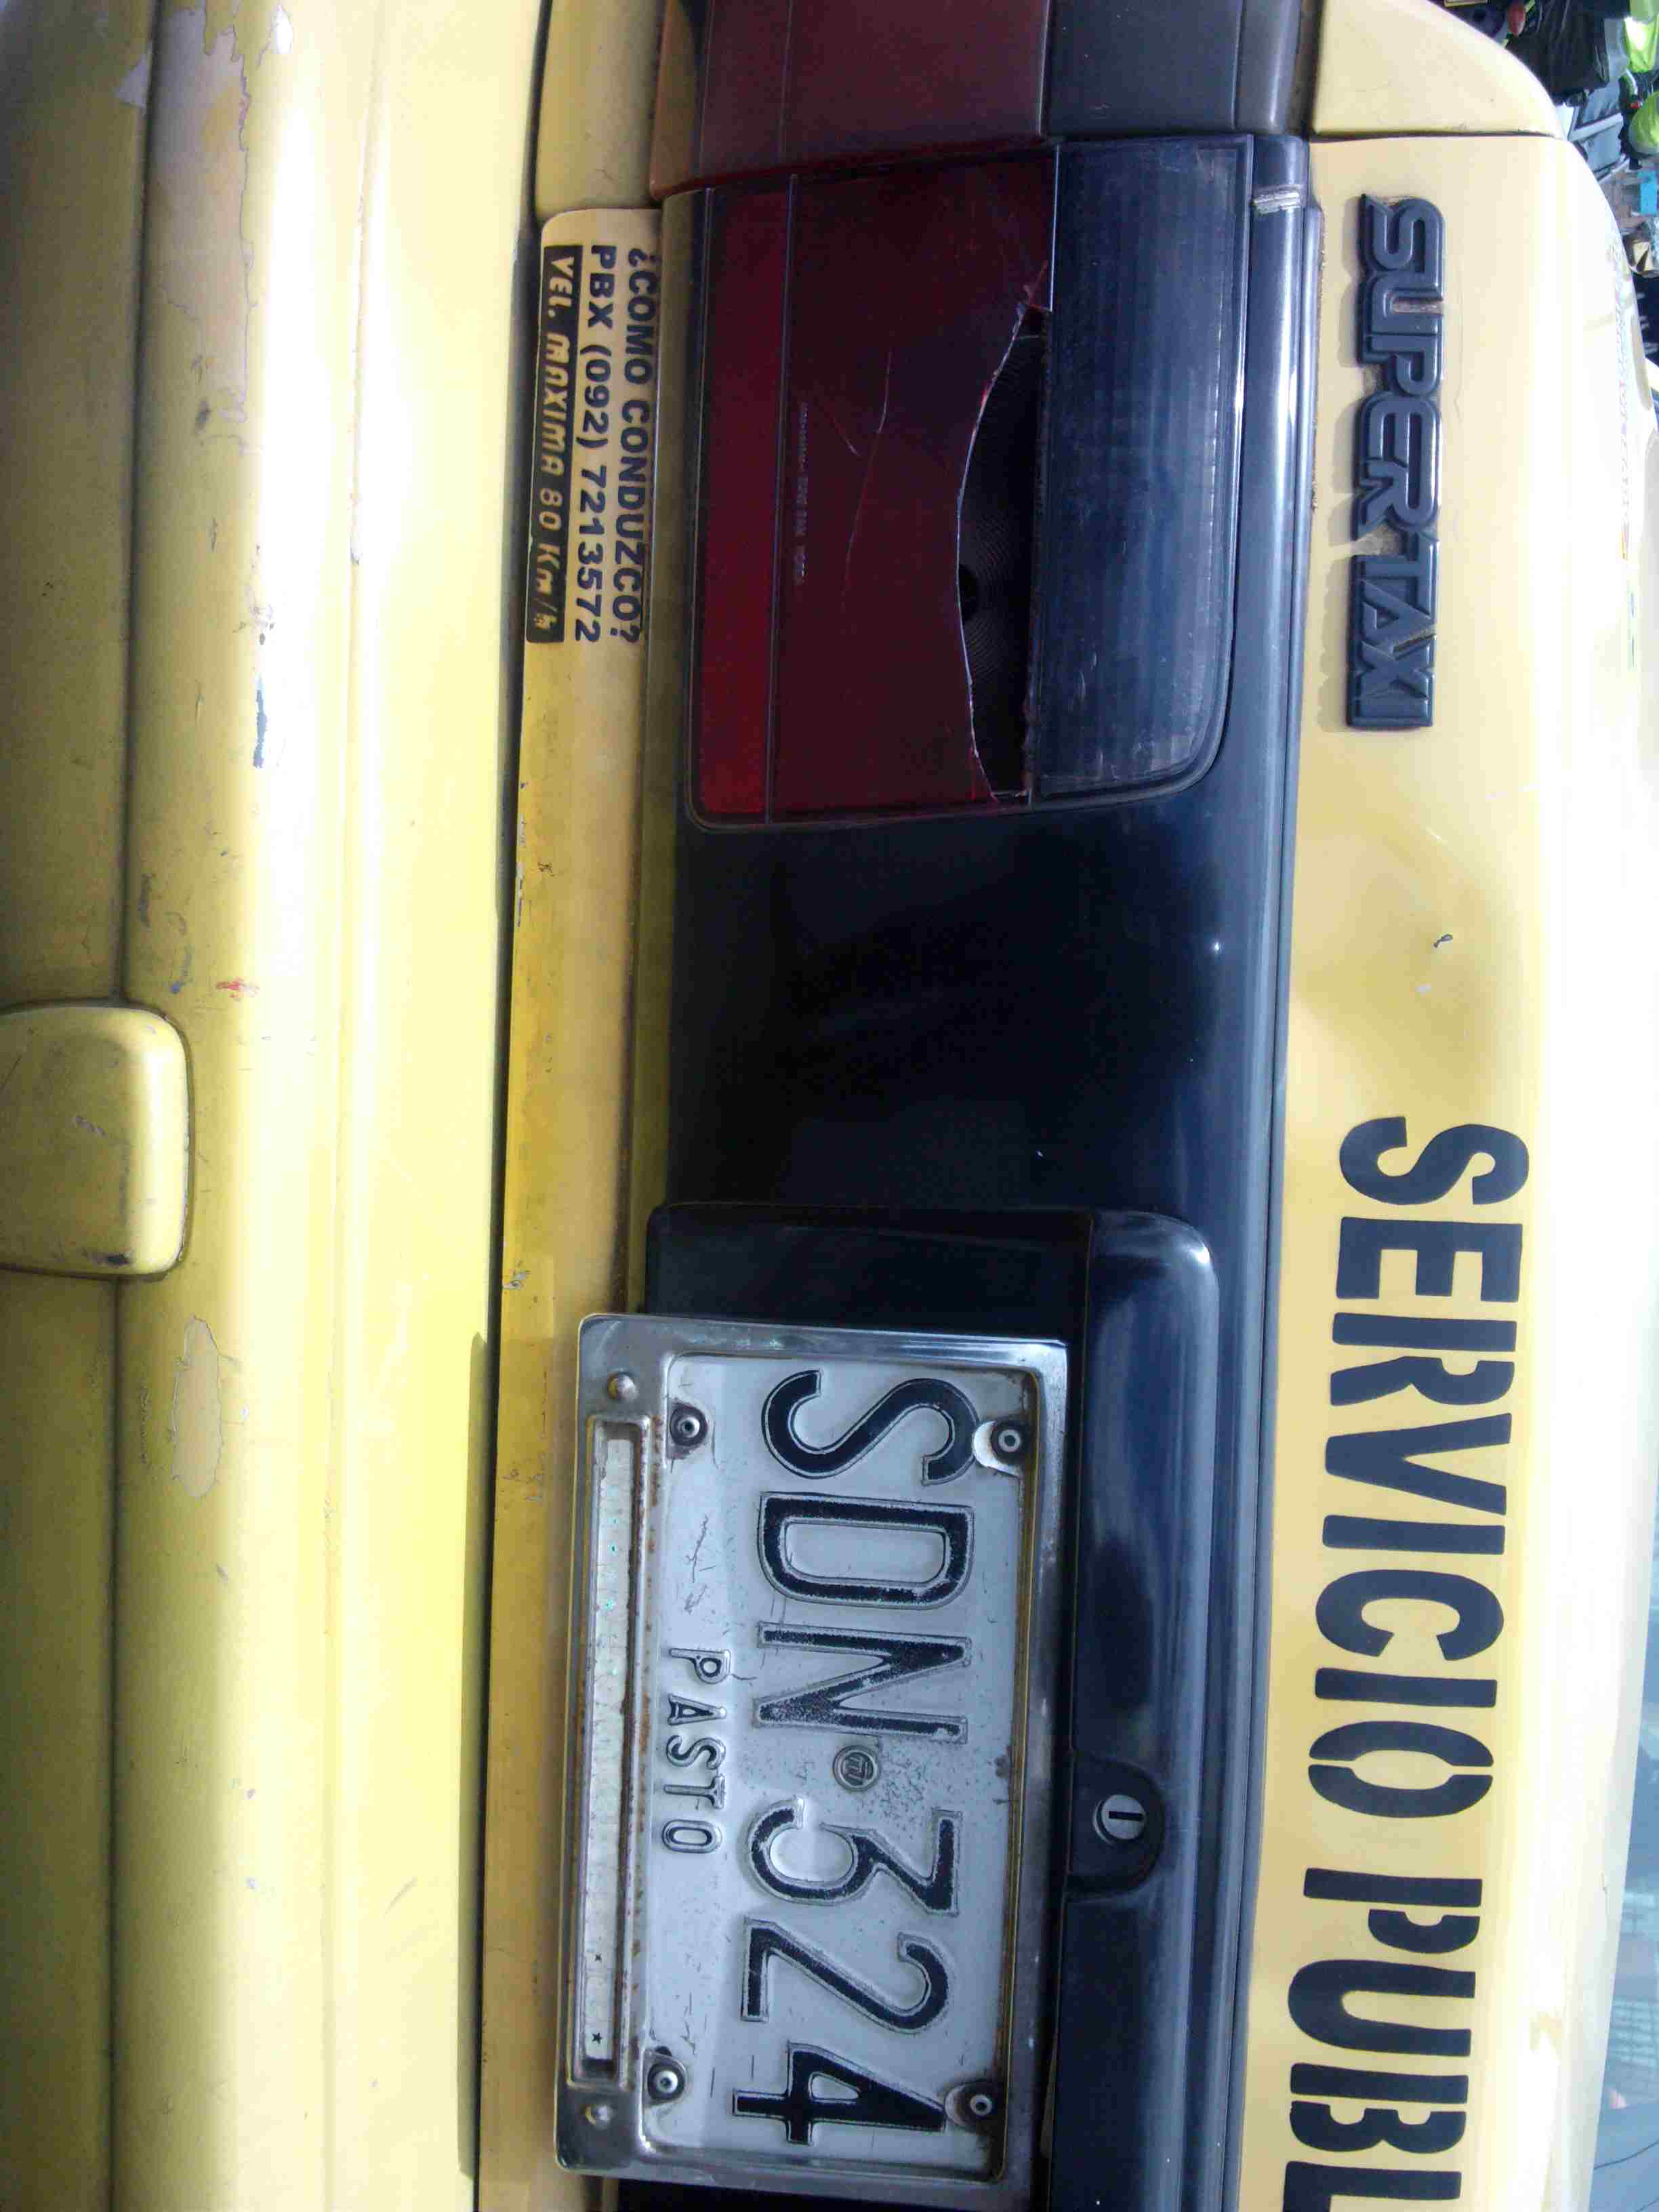 SUPERTAXI
SERVICIO PUBL
¿COMO CONDUZCO?
PBX (092) 7213572
VEL. MAXIMA 80 Km/h
SDN 324
PASTO